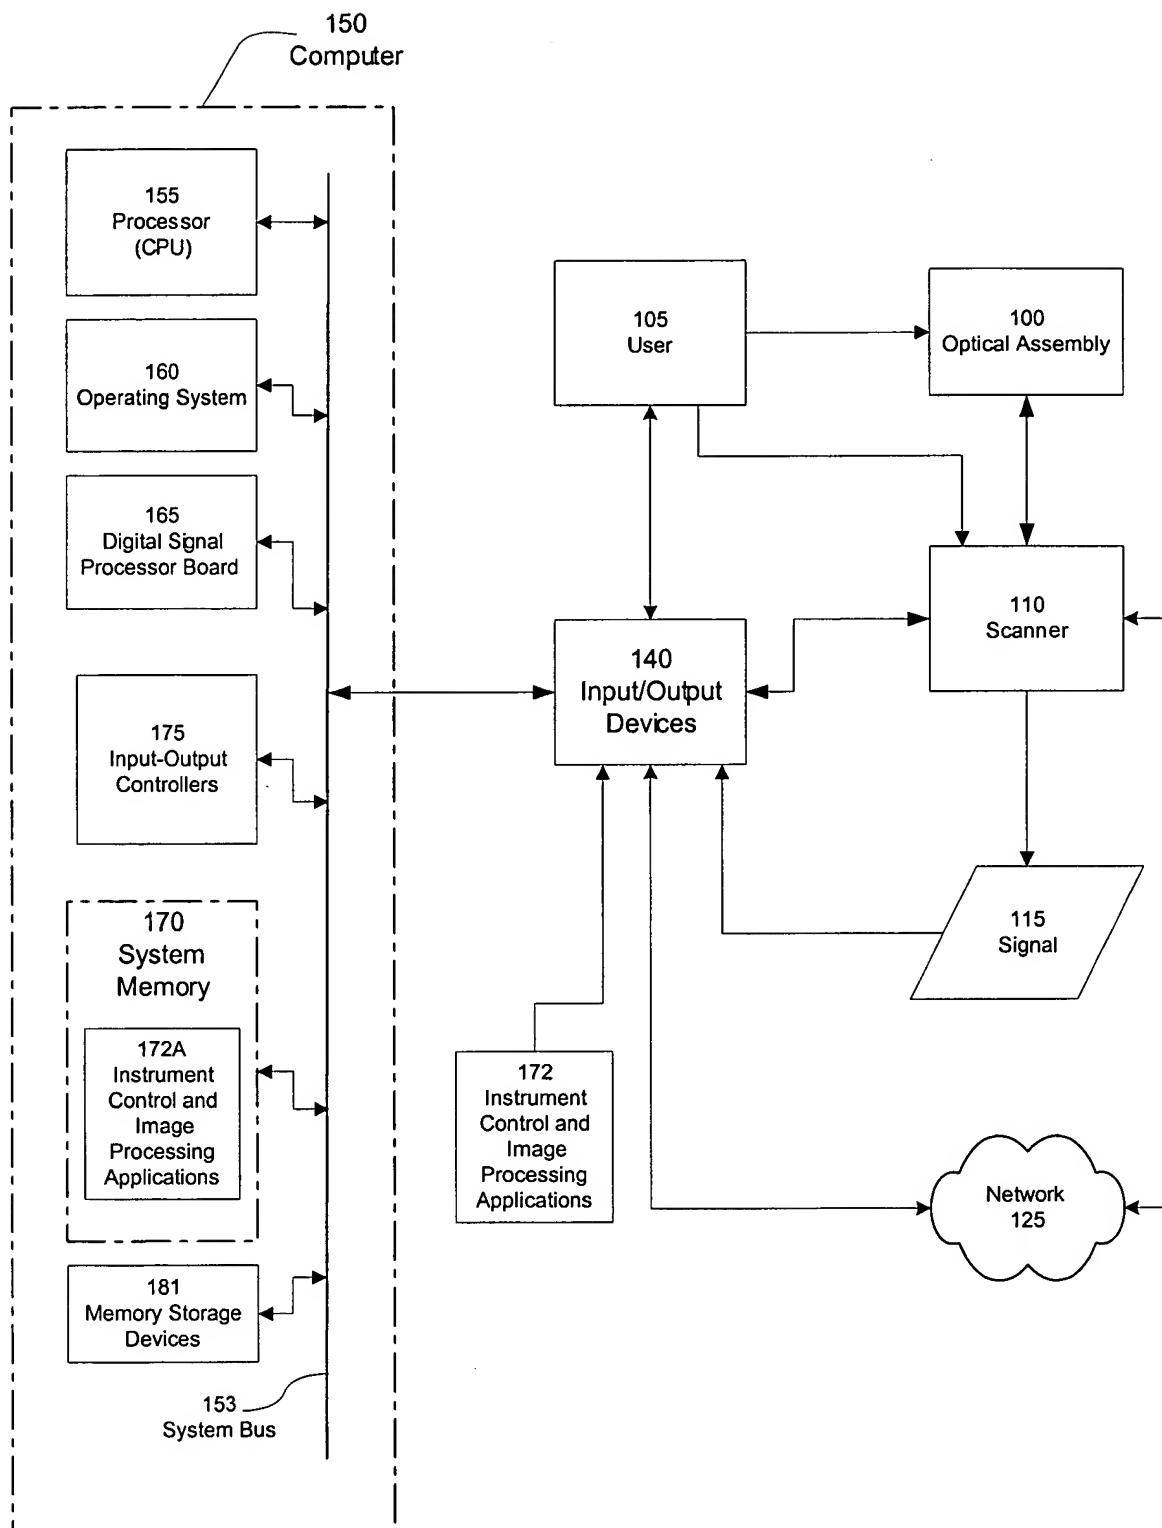 150
Computer
155
Processor
(CPU)
160
Operating System
165
Digital Signal
Processor Board
175
Input-Output
Controllers
170
System
Memory
172A
Instrument
Control and
Image
Processing
Applications
181
Memory Storage
Devices
153
System Bus
105
User
100
Optical Assembly
110
Scanner
140
Input/Output
Devices
115
Signal
172
Instrument
Control and
Image
Processing
Applications
Network
125